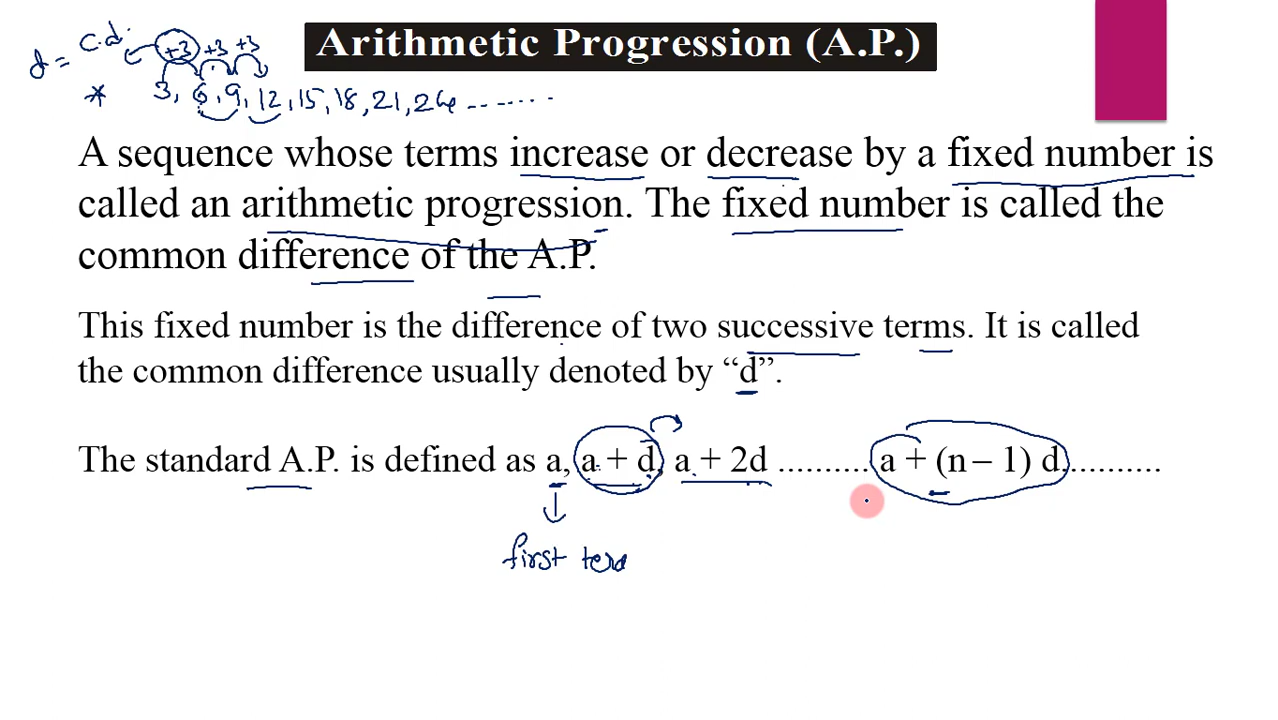 Arithmetic Progression (A.P.)
d = c.d.
+3 +3 +3
* 3, 6, 9, 12, 15, 18, 21, 24 ........
A sequence whose terms increase or decrease by a fixed number is
called an arithmetic progression. The fixed number is called the
common difference of the A.P.
This fixed number is the difference of two successive terms. It is called
the common difference usually denoted by “d”.
The standard A.P. is defined as a, a + d, a + 2d ..........a + (n – 1) d...........
first